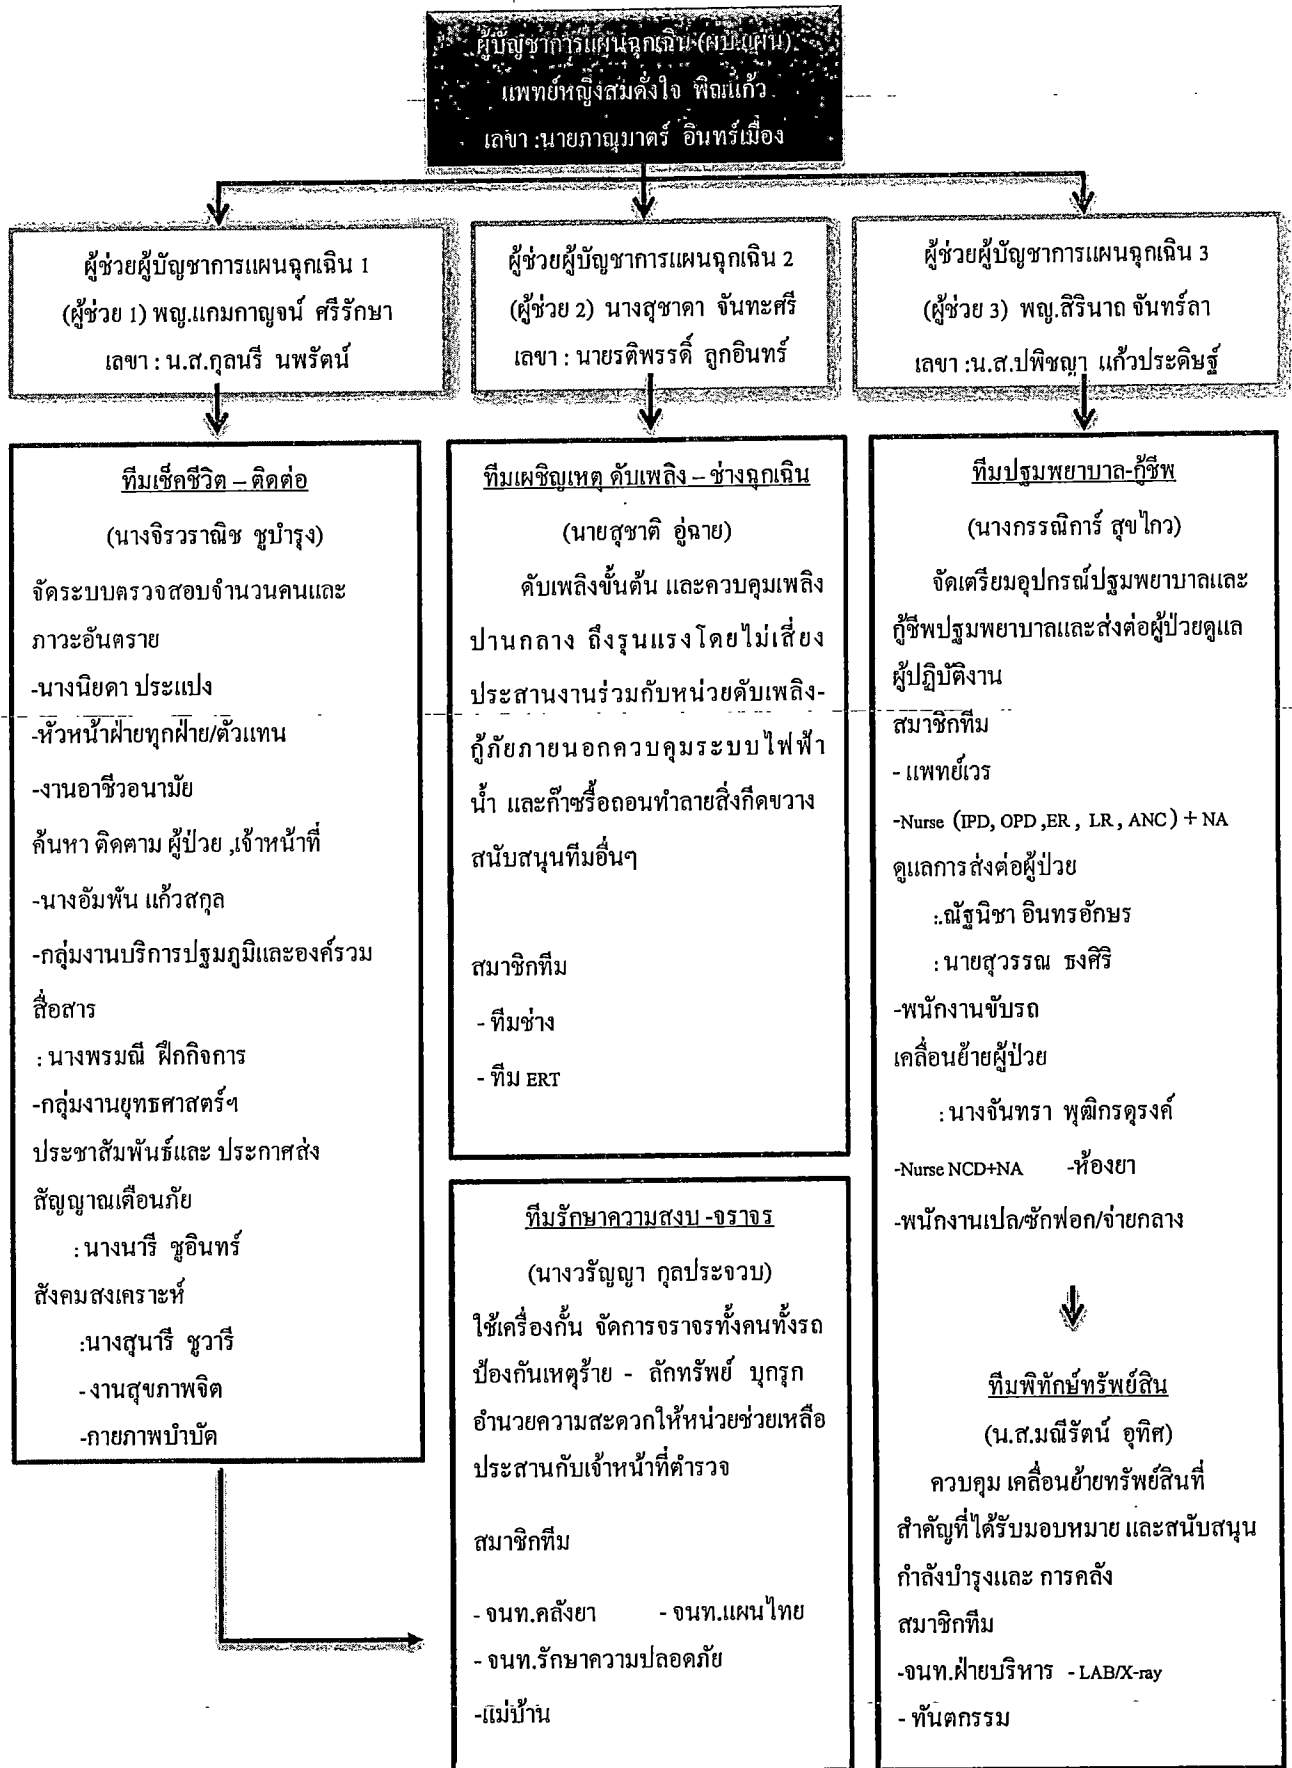 ผู้บัญชาการแผนฉุกเฉิน (ผบ.แผน)
แพทย์หญิงสมดั่งใจ พิณแก้ว
เลขา :นายภาณุมาตร์ อินทร์เมือง
ผู้ช่วยผู้บัญชาการแผนฉุกเฉิน 1
(ผู้ช่วย 1) พญ.แกมกาญจน์ ศรีรักษา
เลขา : น.ส.กุลนรี นพรัตน์
ผู้ช่วยผู้บัญชาการแผนฉุกเฉิน 2
(ผู้ช่วย 2) นางสุชาดา จันทะศรี
เลขา : นายรติพรรดิ์ ลูกอินทร์
ผู้ช่วยผู้บัญชาการแผนฉุกเฉิน 3
(ผู้ช่วย 3) พญ.สิรินาถ จันทร์ลา
เลขา :น.ส.ปพิชญา แก้วประดิษฐ์
ทีมเช็คชีวิต – ติดต่อ
(นางจิรวราณิช ชูบำรุง)
จัดระบบตรวจสอบจำนวนคนและ
ภาวะอันตราย
-นางนิยดา ประแปง
-หัวหน้าฝ่ายทุกฝ่าย/ตัวแทน
-งานอาชีวอนามัย
ค้นหา ติดตาม ผู้ป่วย ,เจ้าหน้าที่
-นางอัมพัน แก้วสกุล
-กลุ่มงานบริการปฐมภูมิและองค์รวม
สื่อสาร
: นางพรมณี ฝึกกิจการ
-กลุ่มงานยุทธศาสตร์ฯ
ประชาสัมพันธ์และ ประกาศส่ง
สัญญาณเตือนภัย
: นางนารี ชูอินทร์
สังคมสงเคราะห์
:นางสุนารี ชูวารี
- งานสุขภาพจิต
-กายภาพบำบัด
ทีมเผชิญเหตุ ดับเพลิง – ช่างฉุกเฉิน
(นายสุชาติ อู่ฉาย)
ดับเพลิงขั้นต้น และควบคุมเพลิง
ปานกลาง ถึงรุนแรงโดยไม่เสี่ยง
ประสานงานร่วมกับหน่วยดับเพลิง-
กู้ภัยภายนอกควบคุมระบบไฟฟ้า
น้ำ และก๊าซรื้อถอนทำลายสิ่งกีดขวาง
สนับสนุนทีมอื่นๆ
สมาชิกทีม
- ทีมช่าง
- ทีม ERT
ทีมรักษาความสงบ -จราจร
(นางวรัญญา กุลประจวบ)
ใช้เครื่องกั้น จัดการจราจรทั้งคนทั้งรถ
ป้องกันเหตุร้าย - ลักทรัพย์ บุกรุก
อำนวยความสะดวกให้หน่วยช่วยเหลือ
ประสานกับเจ้าหน้าที่ตำรวจ
สมาชิกทีม
- จนท.คลังยา - จนท.แผนไทย
- จนท.รักษาความปลอดภัย
-แม่บ้าน
ทีมปฐมพยาบาล-กู้ชีพ
(นางกรรณิการ์ สุขไกว)
จัดเตรียมอุปกรณ์ปฐมพยาบาลและ
กู้ชีพปฐมพยาบาลและส่งต่อผู้ป่วยดูแล
ผู้ปฏิบัติงาน
สมาชิกทีม
- แพทย์เวร
-Nurse (IPD, OPD ,ER , LR , ANC ) + NA
ดูแลการส่งต่อผู้ป่วย
:.ณัฐนิชา อินทรอักษร
: นายสุวรรณ ธงศิริ
-พนักงานขับรถ
เคลื่อนย้ายผู้ป่วย
: นางจันทรา พุฒิกรดุรงค์
-Nurse NCD+NA -ห้องยา
-พนักงานเปล/ซักฟอก/จ่ายกลาง
ทีมพิทักษ์ทรัพย์สิน
(น.ส.มณีรัตน์ อุทิศ)
ควบคุม เคลื่อนย้ายทรัพย์สินที่
สำคัญที่ได้รับมอบหมาย และสนับสนุน
กำลังบำรุงและ การคลัง
สมาชิกทีม
-จนท.ฝ่ายบริหาร - LAB/X-ray
- ทันตกรรม